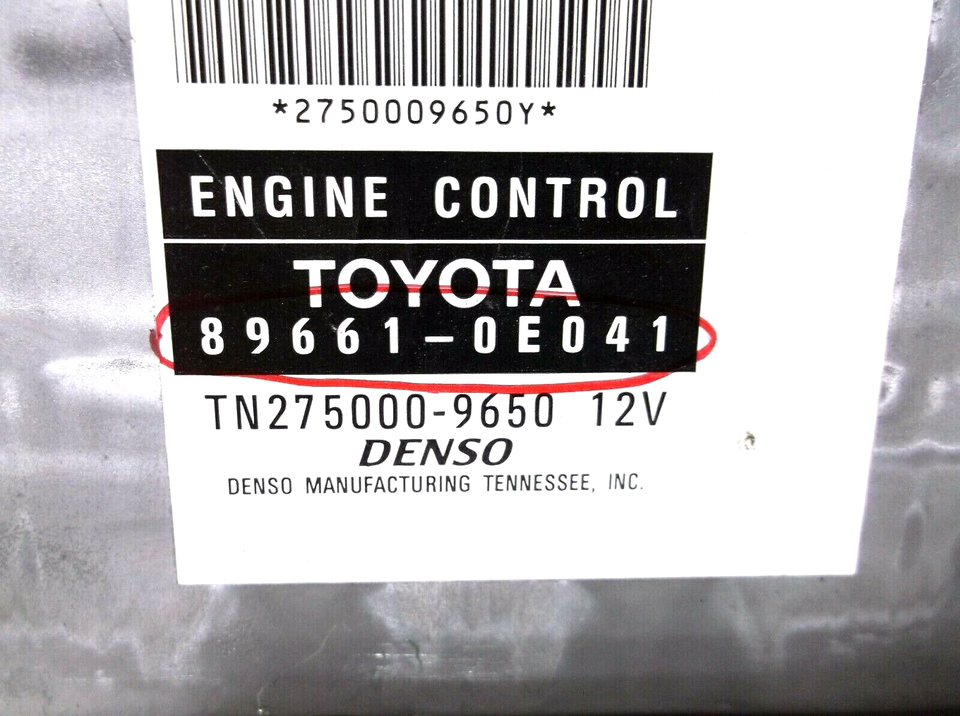 *2750009650Y*
ENGINE CONTROL
TOYOTA
89661-0E041
TN275000-9650 12V
DENSO
DENSO MANUFACTURING TENNESSEE, INC.